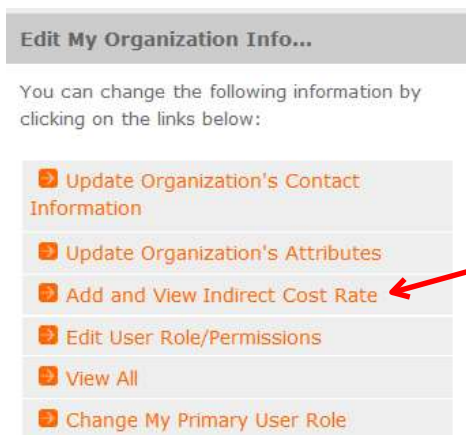 Edit My Organization Info...
You can change the following information by
clicking on the links below:
Update Organization's Contact
Information
Update Organization's Attributes
Add and View Indirect Cost Rate
Edit User Role/Permissions
View All
Change My Primary User Role